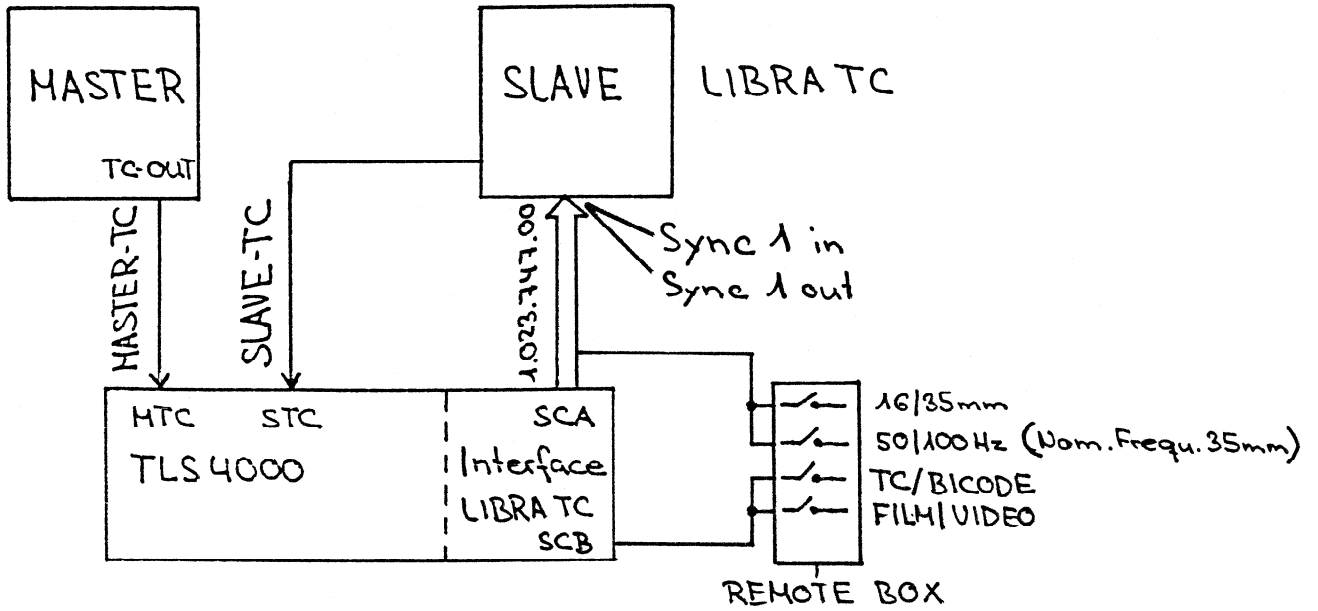 MASTER
TC-OUT
SLAVE
LIBRA TC
MASTER-TC
SLAVE-TC
1.023.747.00
Sync 1 in
Sync 1 out
MTC
STC
TLS 4000
SCA
Interface
LIBRA TC
SCB
16/35mm
50/100Hz (Nom. Frequ. 35mm)
TC/BICODE
FILM/VIDEO
REMOTE BOX